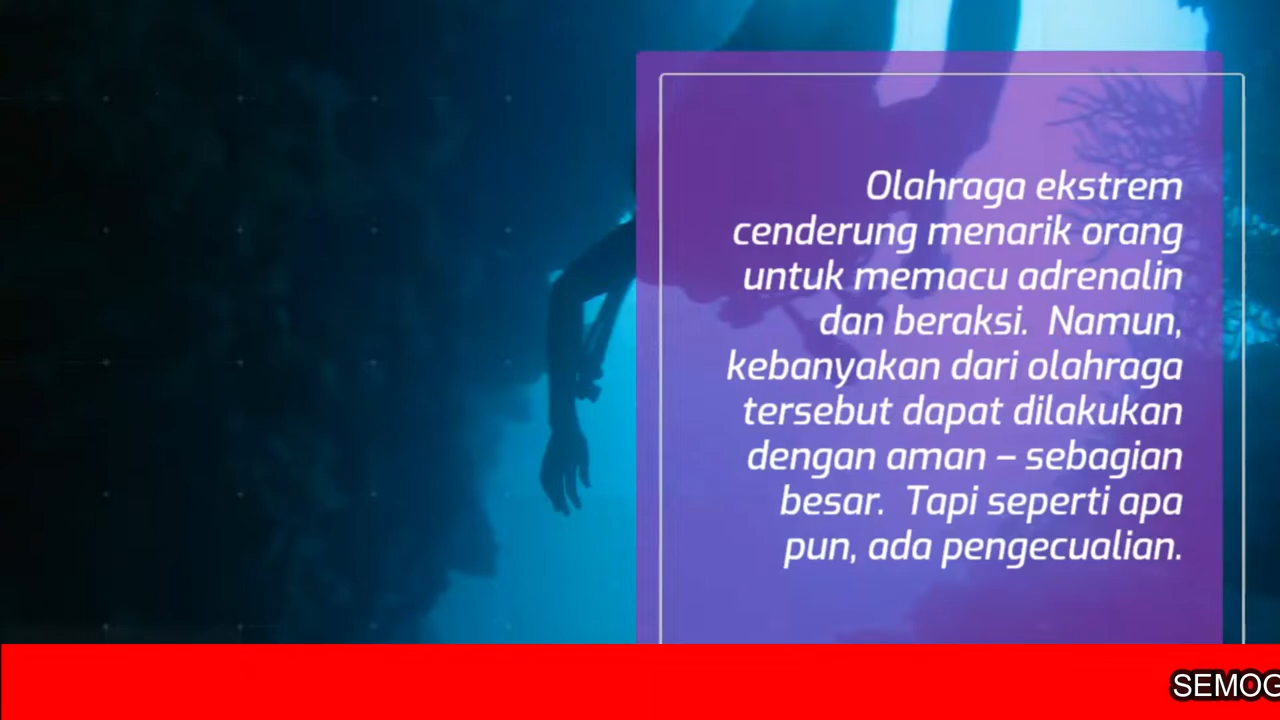 Olahraga ekstrem
cenderung menarik orang
untuk memacu adrenalin
dan beraksi.  Namun,
kebanyakan dari olahraga
tersebut dapat dilakukan
dengan aman – sebagian
besar.  Tapi seperti apa
pun, ada pengecualian.